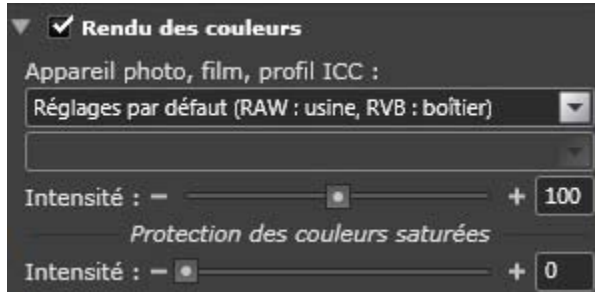 Rendu des couleurs
Appareil photo, film, profil ICC :
Réglages par défaut (RAW : usine, RVB : boîtier)
Intensité : − + 100
Protection des couleurs saturées
Intensité : − + 0